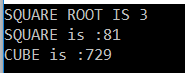 SQUARE ROOT IS 3
SQUARE is :81
CUBE is :729